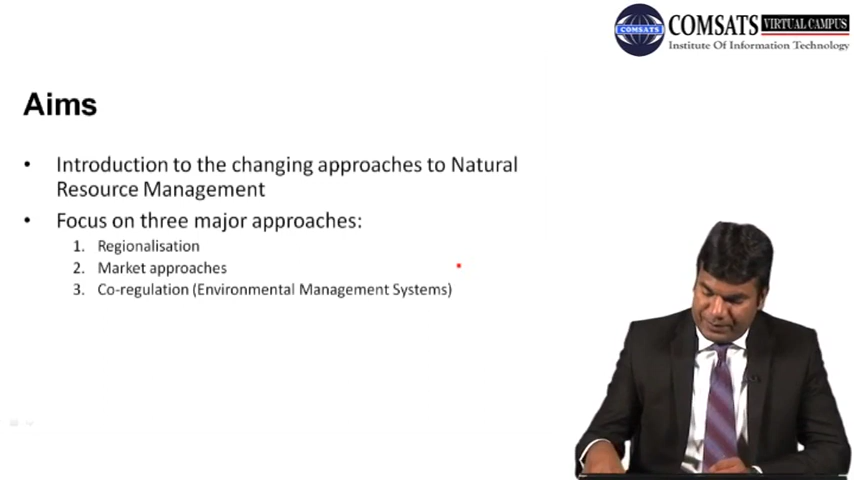 COMSATS VIRTUAL CAMPUS
COMSATS
Institute Of Information Technology
Aims
• Introduction to the changing approaches to Natural
Resource Management
• Focus on three major approaches:
1. Regionalisation
2. Market approaches
3. Co-regulation (Environmental Management Systems)